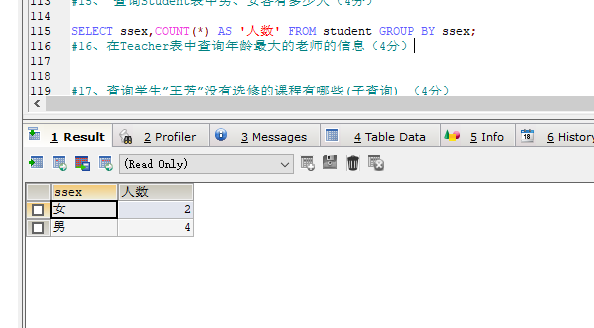 113 #15、 查询Student表中男、女各有多少人（4分）
114
115 SELECT ssex,COUNT(*) AS '人数' FROM student GROUP BY ssex;
116 #16、在Teacher表中查询年龄最大的老师的信息（4分）
117
118
119 #17、查询学生"王芳"没有选修的课程有哪些(子查询) （4分）
1 Result 2 Profiler 3 Messages 4 Table Data 5 Info 18 6 History
(Read Only)
ssex 人数
女 2
男 4